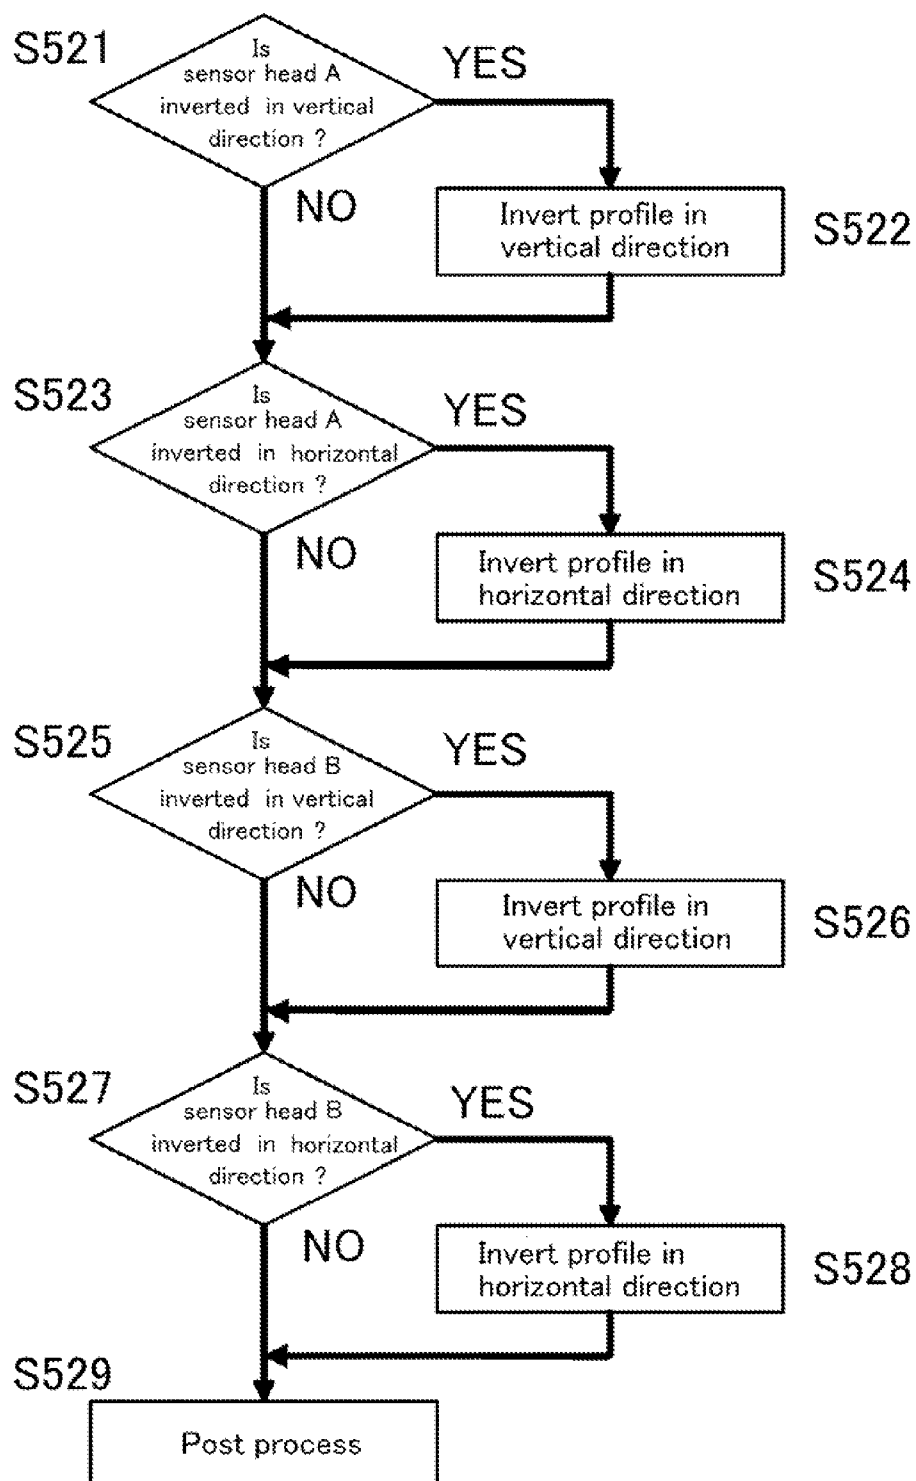 S521
Is
sensor head A
inverted in vertical
direction ?
YES
NO
Invert profile in
vertical direction
S522
S523
Is
sensor head A
inverted in horizontal
direction ?
YES
NO
Invert profile in
horizontal direction
S524
S525
Is
sensor head B
inverted in vertical
direction ?
YES
NO
Invert profile in
vertical direction
S526
S527
Is
sensor head B
inverted in horizontal
direction ?
YES
NO
Invert profile in
horizontal direction
S528
S529
Post process